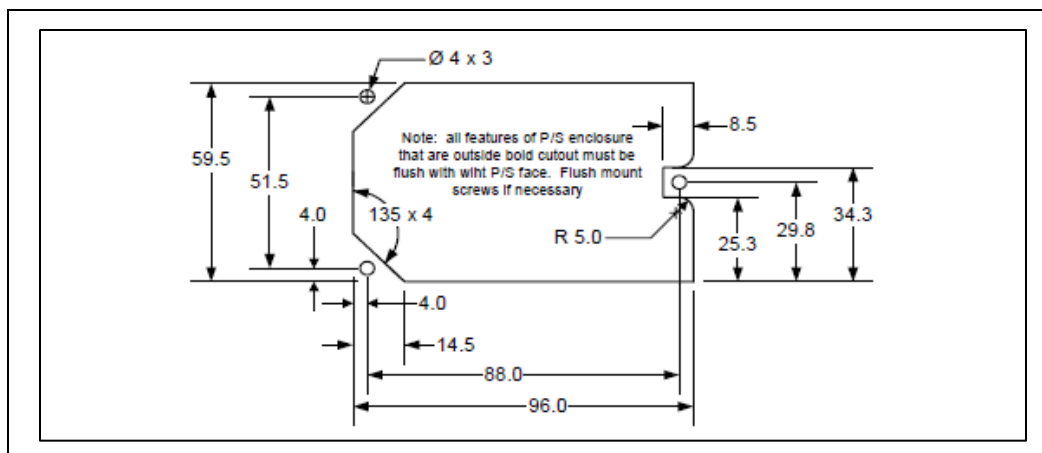 Ø 4 x 3
Note: all features of P/S enclosure
that are outside bold cutout must be
flush with wiht P/S face. Flush mount
screws if necessary
8.5
59.5
51.5
4.0
135 x 4
R 5.0
25.3
29.8
34.3
4.0
14.5
88.0
96.0